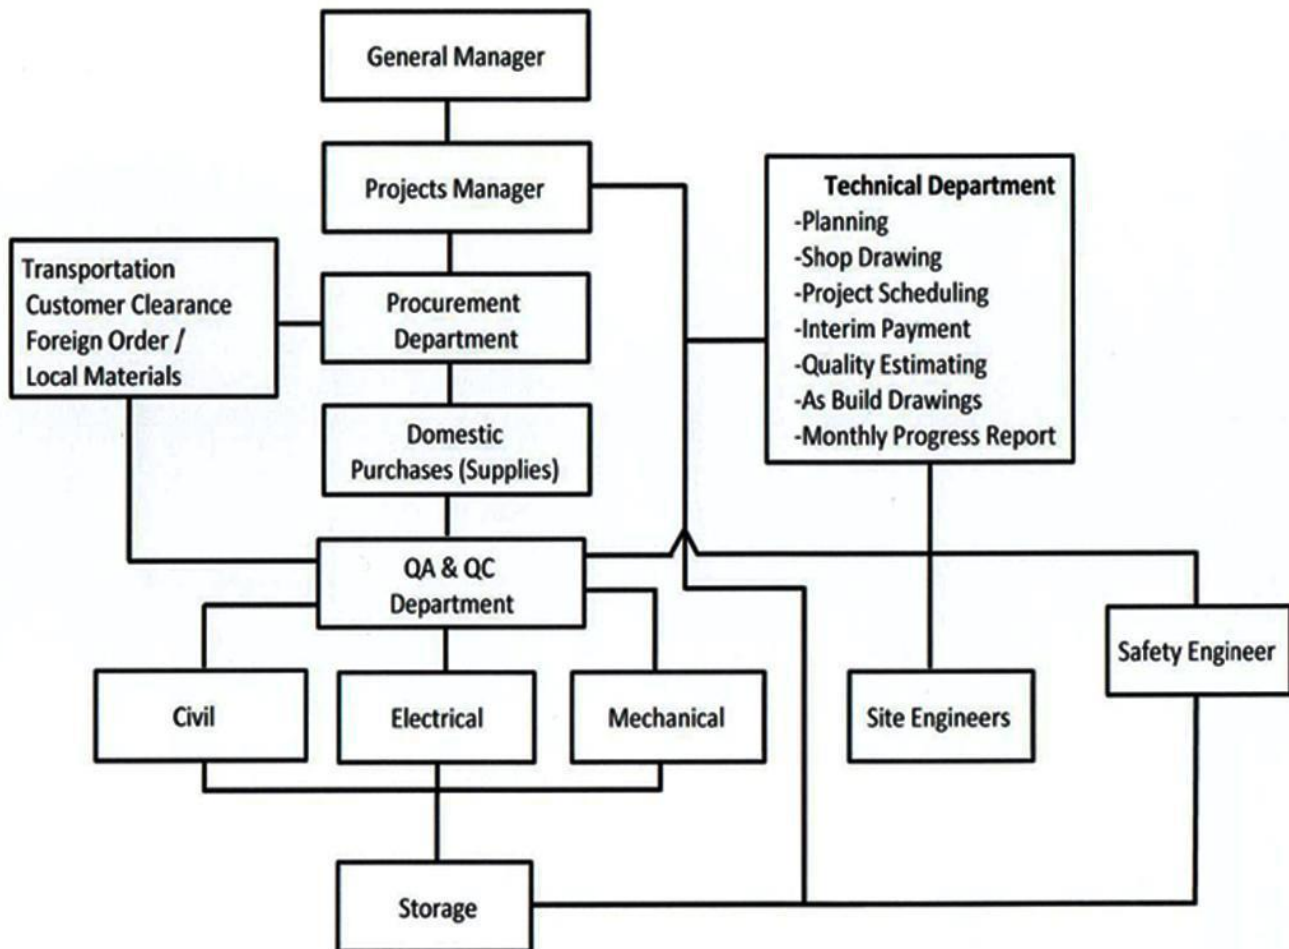 General Manager
Projects Manager
Technical Department
-Planning
-Shop Drawing
-Project Scheduling
-Interim Payment
-Quality Estimating
-As Build Drawings
-Monthly Progress Report
Transportation
Customer Clearance
Foreign Order /
Local Materials
Procurement
Department
Domestic
Purchases (Supplies)
QA & QC
Department
Safety Engineer
Civil
Electrical
Mechanical
Site Engineers
Storage